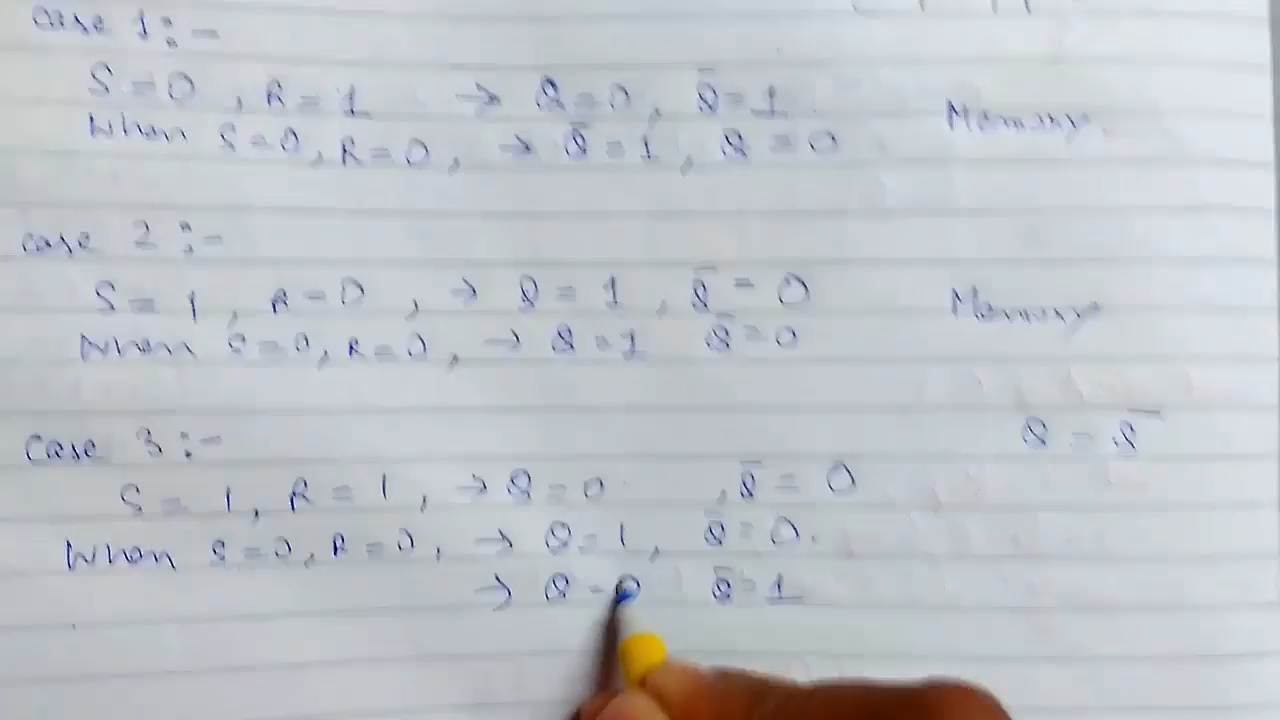 case 1:-
S = 0 , R = 1 → Q = 0, Q̅ = 1.
When S = 0, R = 0, → Q̅ = 1, Q = 0
Memory.
case 2 :-
S = 1, R = 0, → Q = 1, Q̅ = 0
When S = 0, R = 0, → Q = 1 Q̅ = 0
Memory
Q = Q̅
case 3 :-
S = 1, R = 1, → Q = 0 , Q̅ = 0
When S = 0, R = 0, → Q = 1, Q̅ = 0.
→ Q = 0 Q̅ = 1